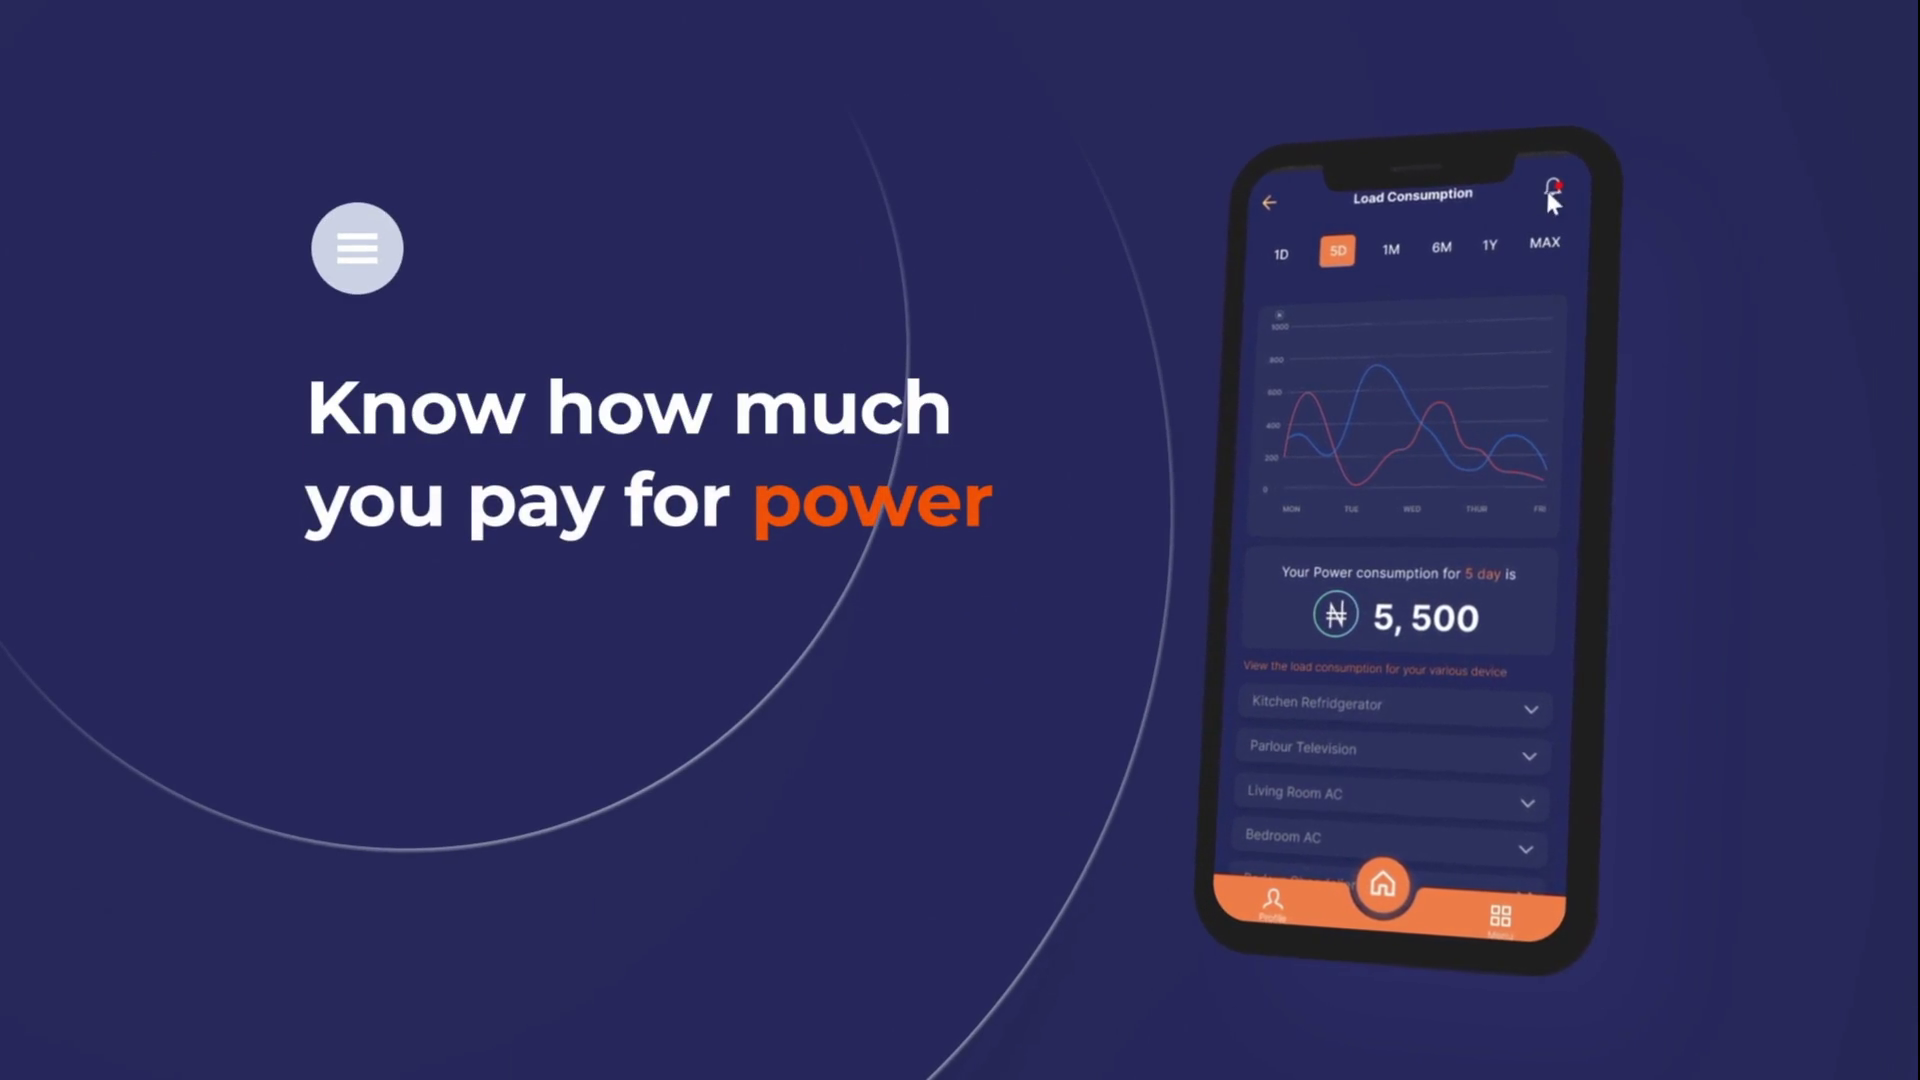 Know how much
you pay for power
Load Consumption
1D 5D 1M 6M 1Y MAX
1000
800
600
400
200
0
MON TUE WED THUR FRI
Your Power consumption for 5 day is
₦ 5, 500
View the load consumption for your various device
Kitchen Refridgerator
Parlour Television
Living Room AC
Bedroom AC
Profile
Menu